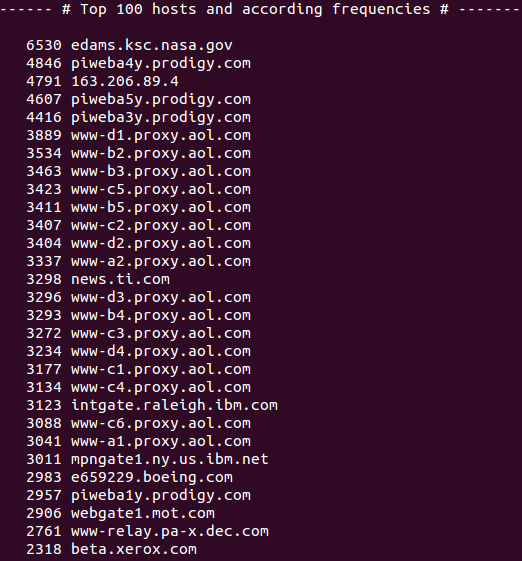 ------ # Top 100 hosts and according frequencies # -------
6530 edams.ksc.nasa.gov
4846 piweba4y.prodigy.com
4791 163.206.89.4
4607 piweba5y.prodigy.com
4416 piweba3y.prodigy.com
3889 www-d1.proxy.aol.com
3534 www-b2.proxy.aol.com
3463 www-b3.proxy.aol.com
3423 www-c5.proxy.aol.com
3411 www-b5.proxy.aol.com
3407 www-c2.proxy.aol.com
3404 www-d2.proxy.aol.com
3337 www-a2.proxy.aol.com
3298 news.ti.com
3296 www-d3.proxy.aol.com
3293 www-b4.proxy.aol.com
3272 www-c3.proxy.aol.com
3234 www-d4.proxy.aol.com
3177 www-c1.proxy.aol.com
3134 www-c4.proxy.aol.com
3123 intgate.raleigh.ibm.com
3088 www-c6.proxy.aol.com
3041 www-a1.proxy.aol.com
3011 mpngate1.ny.us.ibm.net
2983 e659229.boeing.com
2957 piweba1y.prodigy.com
2906 webgate1.mot.com
2761 www-relay.pa-x.dec.com
2318 beta.xerox.com